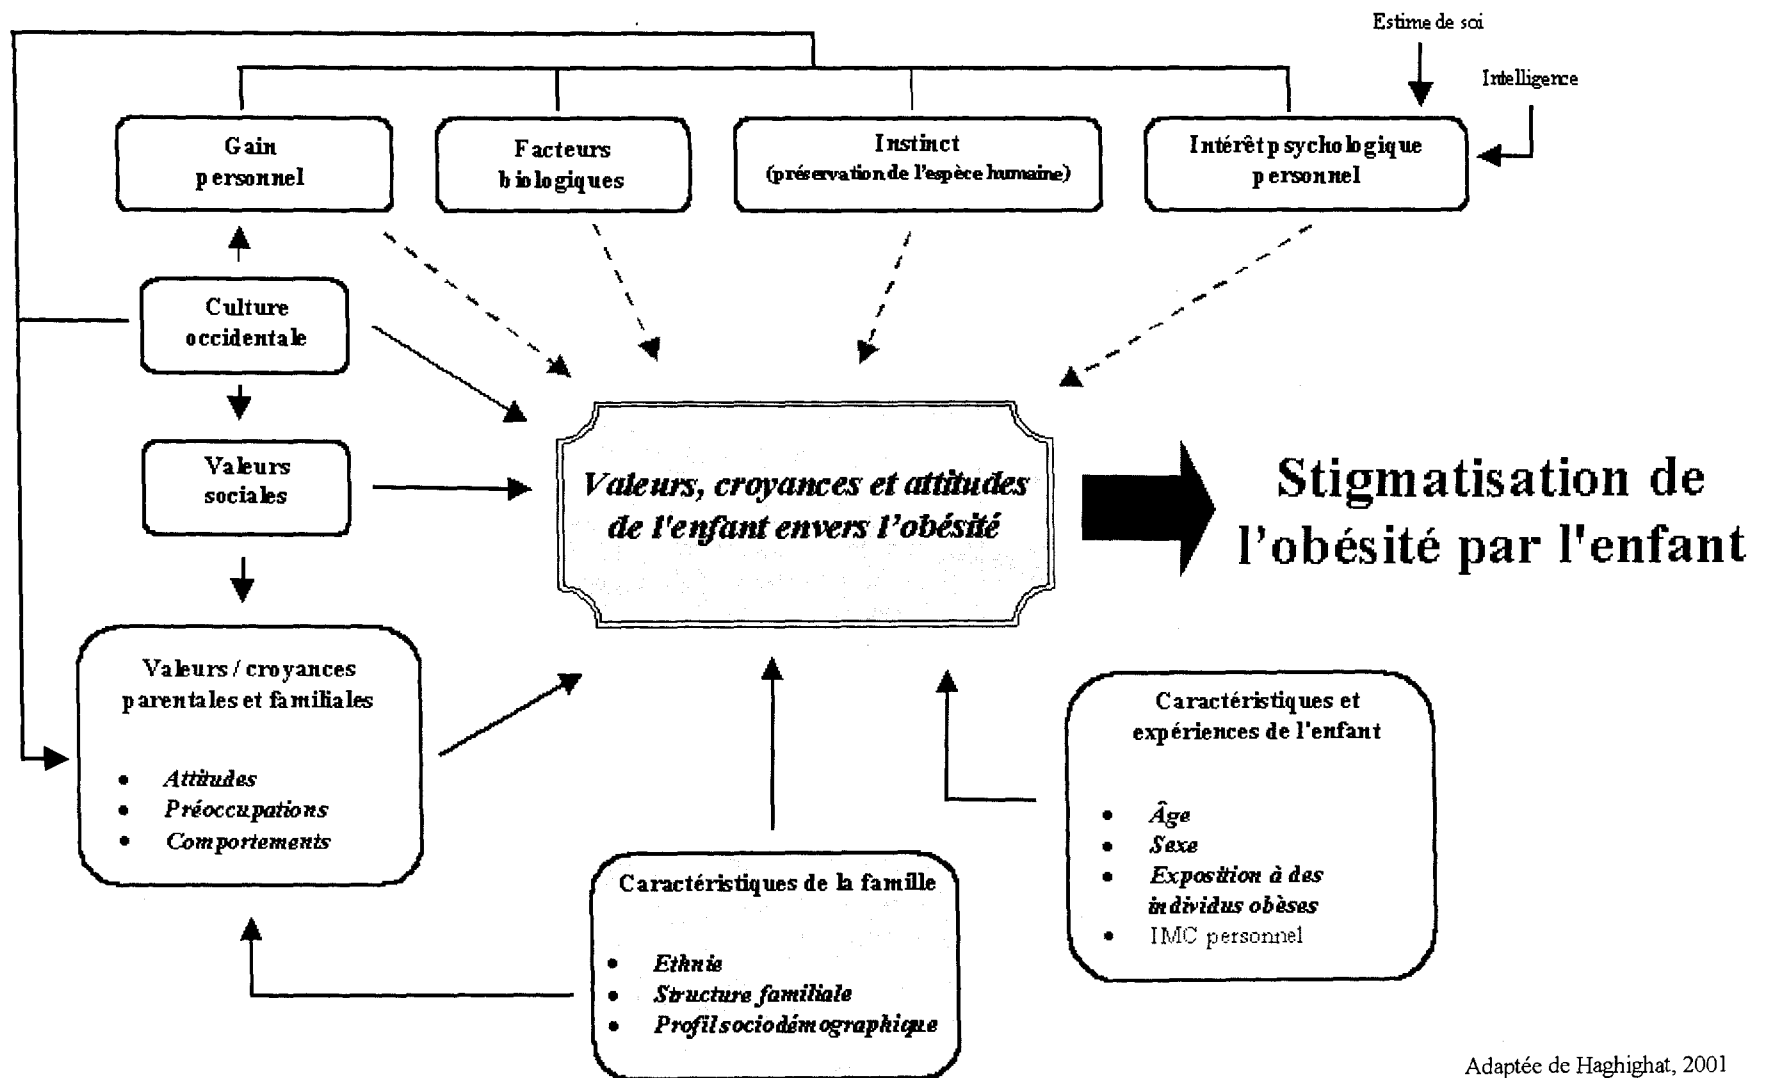 Estime de soi
Intelligence
Gain
personnel
Facteurs
biologiques
Instinct
(préservation de l'espèce humaine)
Intérêt psychologique
personnel
Culture
occidentale
Valeurs
sociales
Valeurs, croyances et attitudes
de l'enfant envers l'obésité
Stigmatisation de
l'obésité par l'enfant
Valeurs / croyances
parentales et familiales
• Attitudes
• Préoccupations
• Comportements
Caractéristiques de la famille
• Ethnie
• Structure familiale
• Profil sociodémographique
Caractéristiques et
expériences de l'enfant
• Âge
• Sexe
• Exposition à des
individus obèses
• IMC personnel
Adaptée de Haghighat, 2001